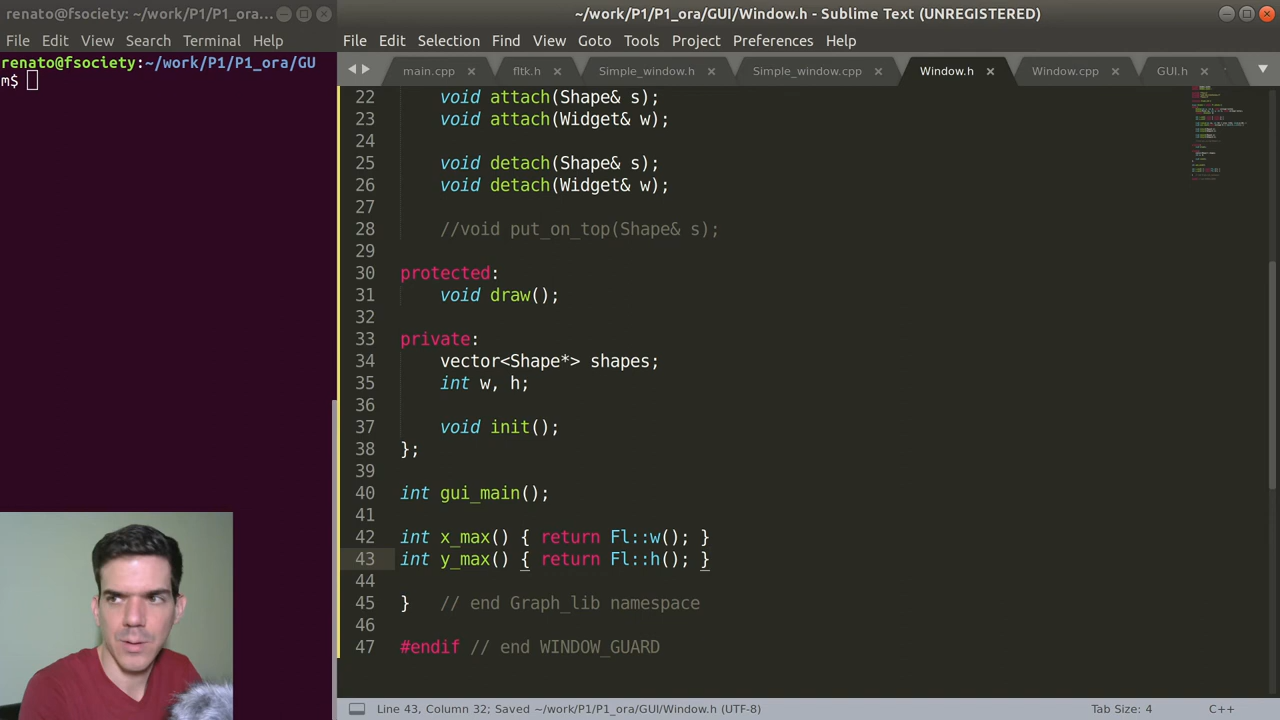 renato@fsociety: ~/work/P1/P1_ora/...
File Edit View Search Terminal Help
renato@fsociety:~/work/P1/P1_ora/GU
m$
~/work/P1/P1_ora/GUI/Window.h - Sublime Text (UNREGISTERED)
File Edit Selection Find View Goto Tools Project Preferences Help
main.cpp fltk.h Simple_window.h Simple_window.cpp Window.h Window.cpp GUI.h
22 void attach(Shape& s);
23 void attach(Widget& w);
24
25 void detach(Shape& s);
26 void detach(Widget& w);
27
28 //void put_on_top(Shape& s);
29
30 protected:
31 void draw();
32
33 private:
34 vector<Shape*> shapes;
35 int w, h;
36
37 void init();
38 };
39
40 int gui_main();
41
42 int x_max() { return Fl::w(); }
43 int y_max() { return Fl::h(); }
44
45 } // end Graph_lib namespace
46
47 #endif // end WINDOW_GUARD
Line 43, Column 32; Saved ~/work/P1/P1_ora/GUI/Window.h (UTF-8)
Tab Size: 4
C++